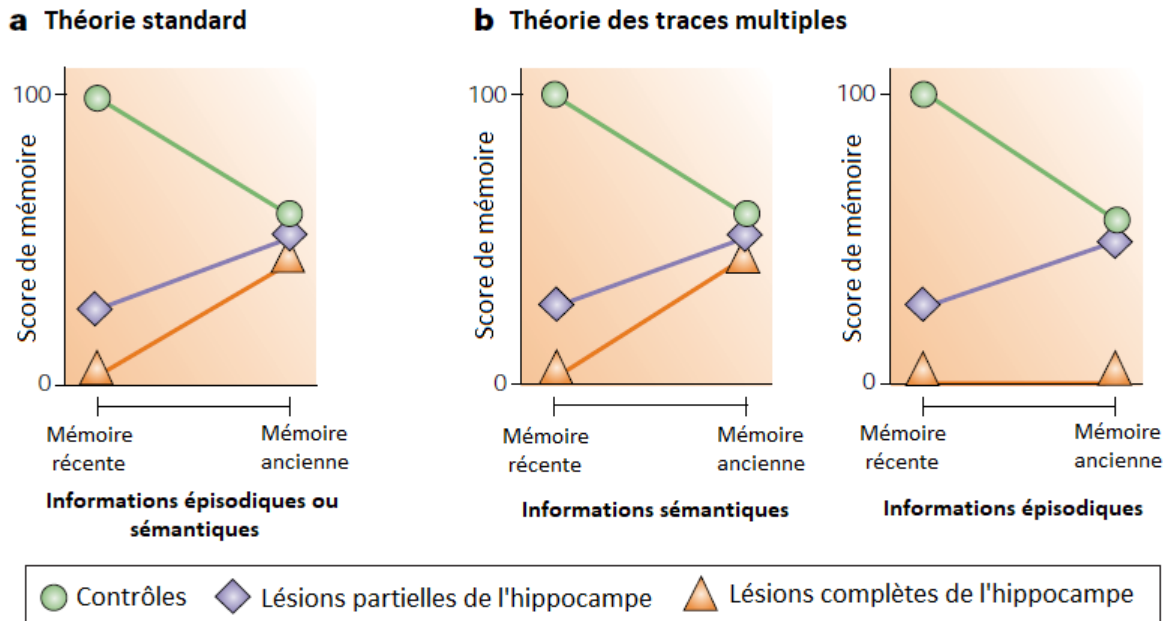 a Théorie standard
b Théorie des traces multiples
100
Score de mémoire
0
Mémoire
récente
Mémoire
ancienne
Informations épisodiques ou
sémantiques
100
Score de mémoire
0
Mémoire
récente
Mémoire
ancienne
Informations sémantiques
100
Score de mémoire
0
Mémoire
récente
Mémoire
ancienne
Informations épisodiques
Contrôles
Lésions partielles de l'hippocampe
Lésions complètes de l'hippocampe